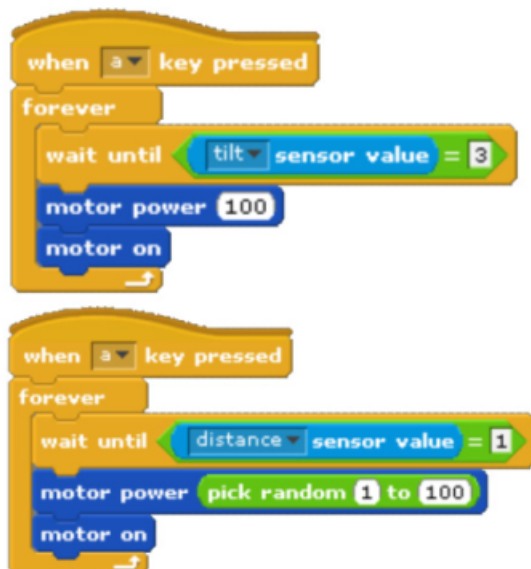 when a key pressed
forever
wait until tilt sensor value = 3
motor power 100
motor on
when a key pressed
forever
wait until distance sensor value = 1
motor power pick random 1 to 100
motor on